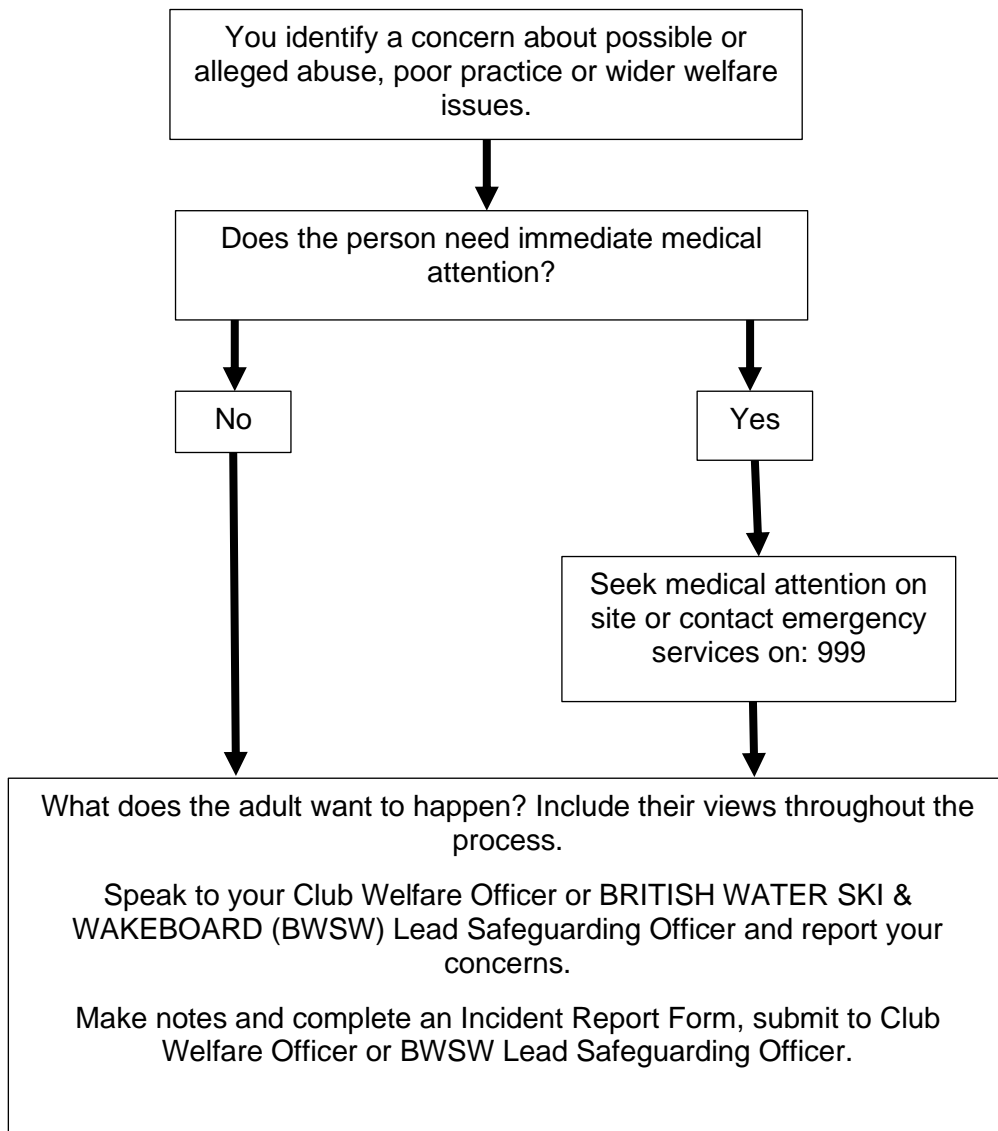 You identify a concern about possible or
alleged abuse, poor practice or wider welfare
issues.
Does the person need immediate medical
attention?
No
Yes
Seek medical attention on
site or contact emergency
services on: 999
What does the adult want to happen? Include their views throughout the
process.
Speak to your Club Welfare Officer or BRITISH WATER SKI &
WAKEBOARD (BWSW) Lead Safeguarding Officer and report your
concerns.
Make notes and complete an Incident Report Form, submit to Club
Welfare Officer or BWSW Lead Safeguarding Officer.